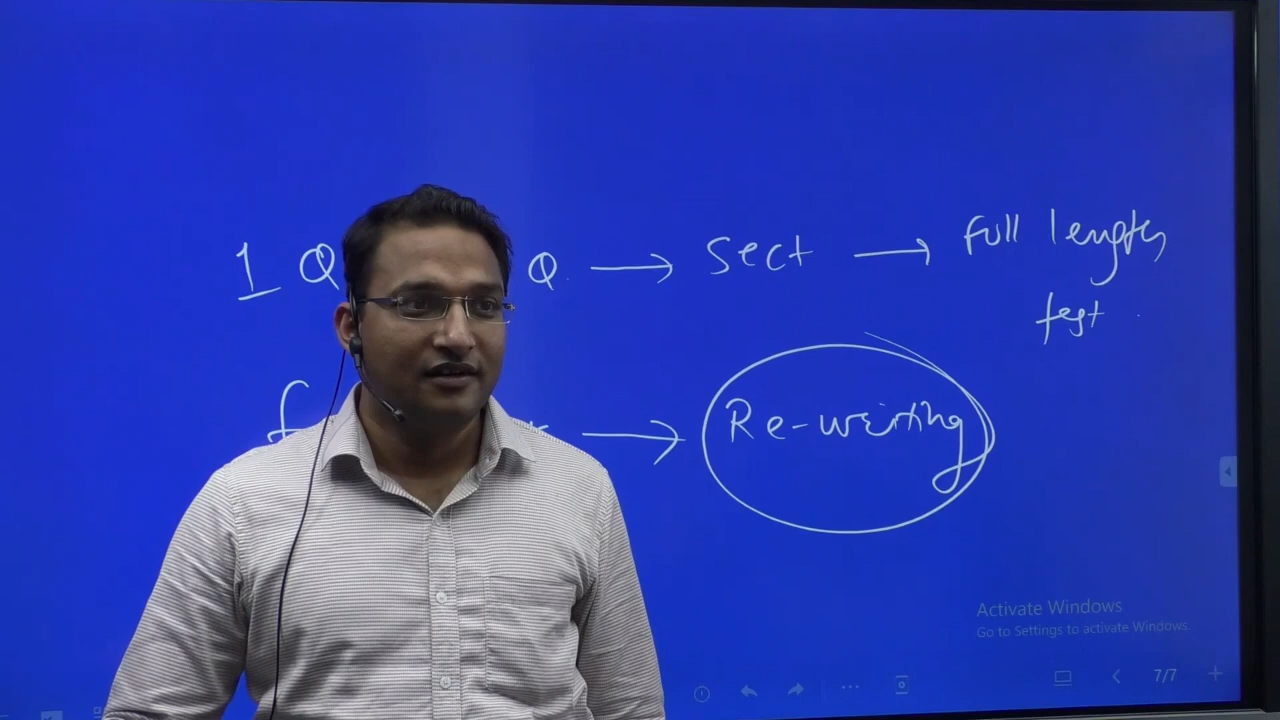 1 Q Q. → Sect → Full length
test.
→ Re-writing
Activate Windows
Go to Settings to activate Windows.
7/7